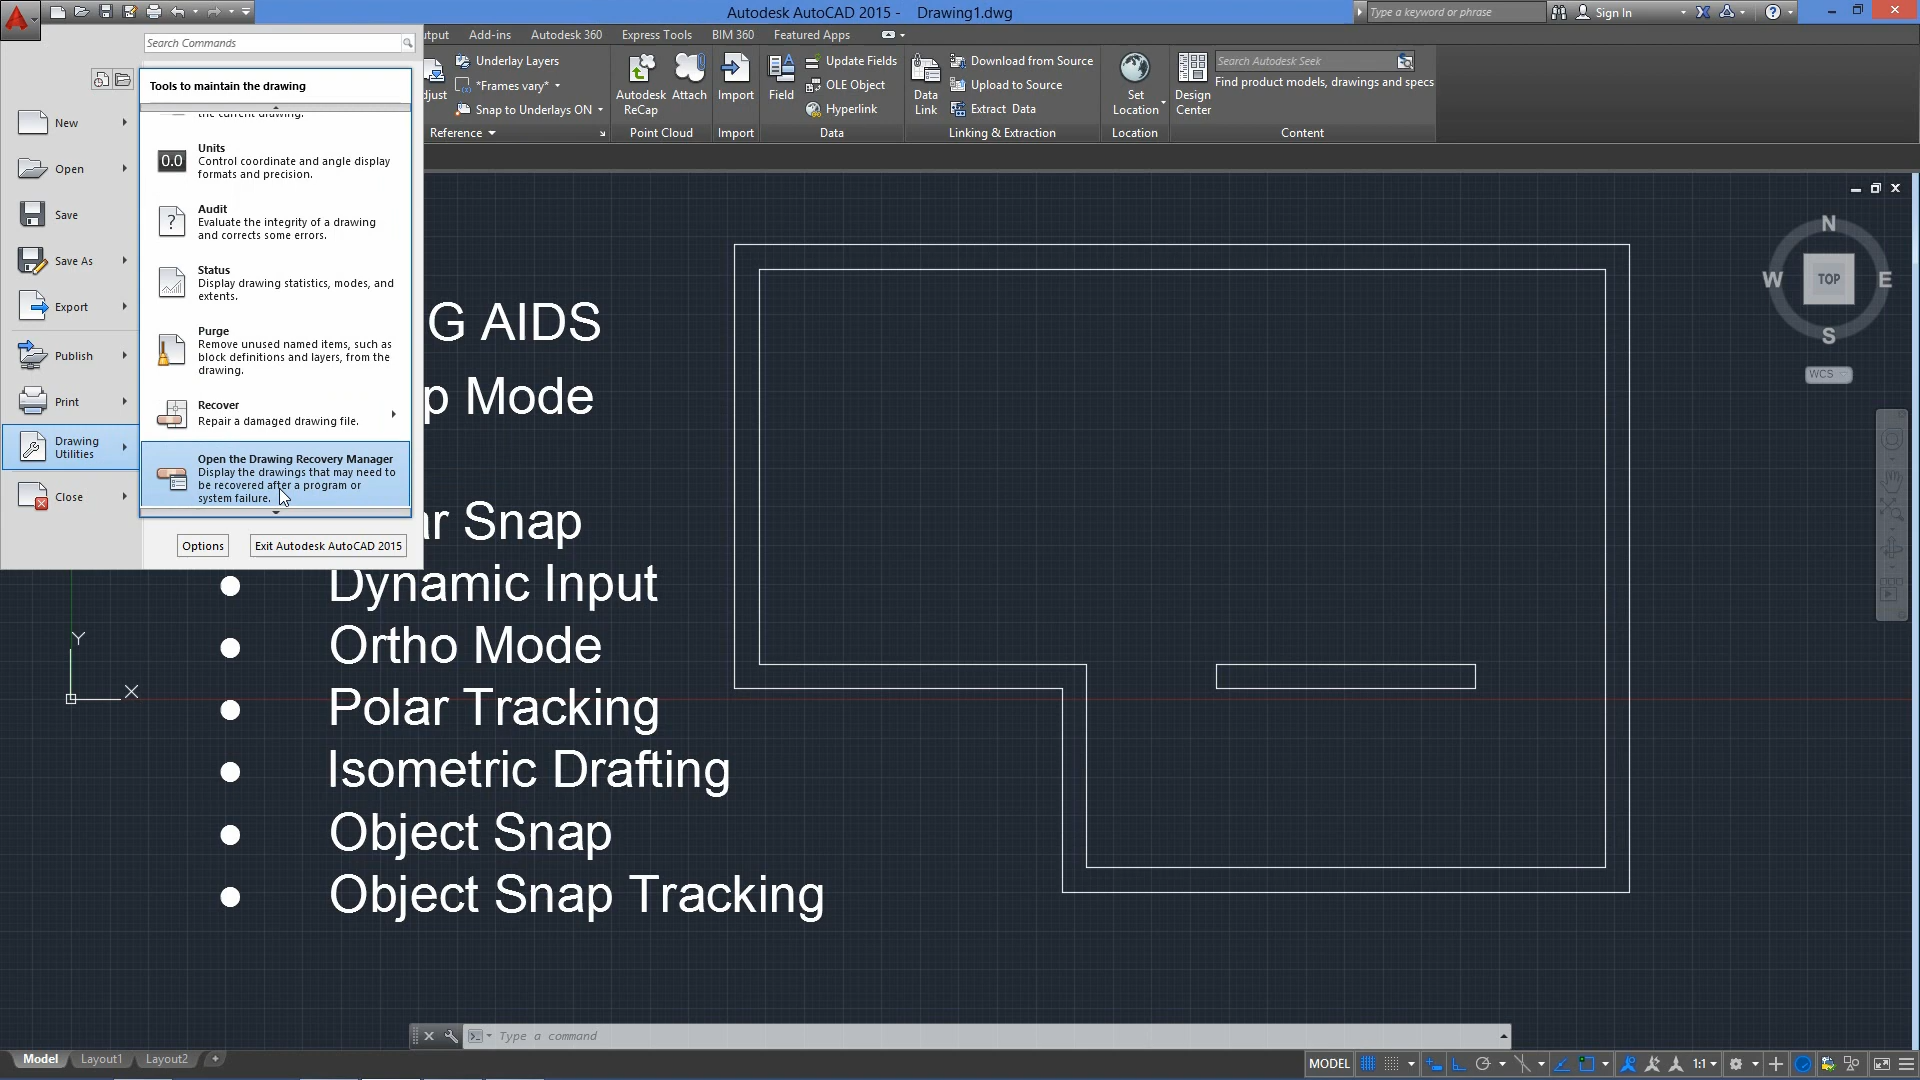 Autodesk AutoCAD 2015 - Drawing1.dwg
Type a keyword or phrase
Sign In
Search Commands
utput
Add-ins
Autodesk 360
Express Tools
BIM 360
Featured Apps
Tools to maintain the drawing
the current drawing.
Units
Control coordinate and angle display
formats and precision.
Audit
Evaluate the integrity of a drawing
and corrects some errors.
Status
Display drawing statistics, modes, and
extents.
Purge
Remove unused named items, such as
block definitions and layers, from the
drawing.
Recover
Repair a damaged drawing file.
Open the Drawing Recovery Manager
Display the drawings that may need to
be recovered after a program or
system failure.
0.0
New
Open
Save
Save As
Export
Publish
Print
Drawing
Utilities
Close
Options
Exit Autodesk AutoCAD 2015
djust
Underlay Layers
*Frames vary*
Snap to Underlays ON
Reference
Autodesk
ReCap
Attach
Point Cloud
Import
Import
Field
Update Fields
OLE Object
Hyperlink
Data
Data
Link
Download from Source
Upload to Source
Extract Data
Linking & Extraction
Set
Location
Location
Design
Center
Search Autodesk Seek
Find product models, drawings and specs
Content
G AIDS
p Mode
ar Snap
• Dynamic Input
• Ortho Mode
• Polar Tracking
• Isometric Drafting
• Object Snap
• Object Snap Tracking
Y
X
N
W
TOP
E
S
WCS
Type a command
Model
Layout1
Layout2
+
MODEL
1:1